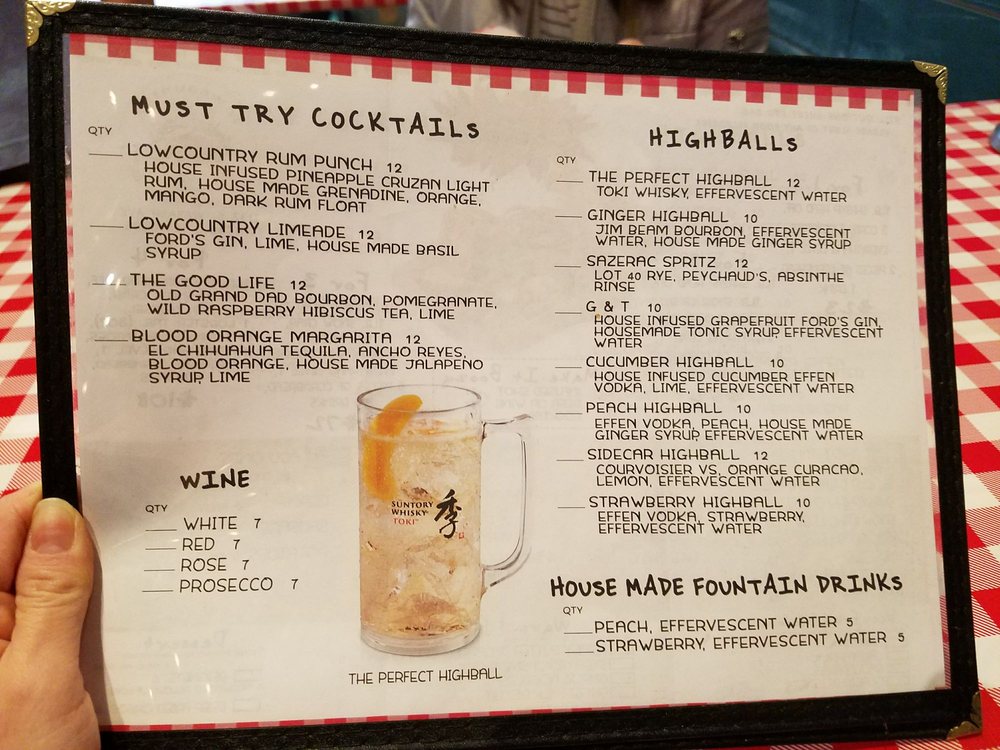 MUST TRY COCKTAILS
QTY
LOWCOUNTRY RUM PUNCH 12
HOUSE INFUSED PINEAPPLE CRUZAN LIGHT
RUM, HOUSE MADE GRENADINE, ORANGE,
MANGO, DARK RUM FLOAT
LOWCOUNTRY LIMEADE 12
FORD'S GIN, LIME, HOUSE MADE BASIL
SYRUP
THE GOOD LIFE 12
OLD GRAND DAD BOURBON, POMEGRANATE,
WILD RASPBERRY HIBISCUS TEA, LIME
BLOOD ORANGE MARGARITA 12
EL CHIHUAHUA TEQUILA, ANCHO REYES,
BLOOD ORANGE, HOUSE MADE JALAPENO
SYRUP, LIME
WINE
QTY
WHITE 7
RED 7
ROSE 7
PROSECCO 7
SUNTORY
WHISKY
TOKI
季
THE PERFECT HIGHBALL
HIGHBALLS
QTY
THE PERFECT HIGHBALL 12
TOKI WHISKY, EFFERVESCENT WATER
GINGER HIGHBALL 10
JIM BEAM BOURBON, EFFERVESCENT
WATER, HOUSE MADE GINGER SYRUP
SAZERAC SPRITZ 12
LOT 40 RYE, PEYCHAUD'S, ABSINTHE
RINSE
G & T 10
HOUSE INFUSED GRAPEFRUIT FORD'S GIN,
HOUSEMADE TONIC SYRUP, EFFERVESCENT
WATER
CUCUMBER HIGHBALL 10
HOUSE INFUSED CUCUMBER EFFEN
VODKA, LIME, EFFERVESCENT WATER
PEACH HIGHBALL 10
EFFEN VODKA, PEACH, HOUSE MADE
GINGER SYRUP, EFFERVESCENT WATER
SIDECAR HIGHBALL 12
COURVOISIER VS, ORANGE CURACAO,
LEMON, EFFERVESCENT WATER
STRAWBERRY HIGHBALL 10
EFFEN VODKA, STRAWBERRY,
EFFERVESCENT WATER
HOUSE MADE FOUNTAIN DRINKS
QTY
PEACH, EFFERVESCENT WATER 5
STRAWBERRY, EFFERVESCENT WATER 5